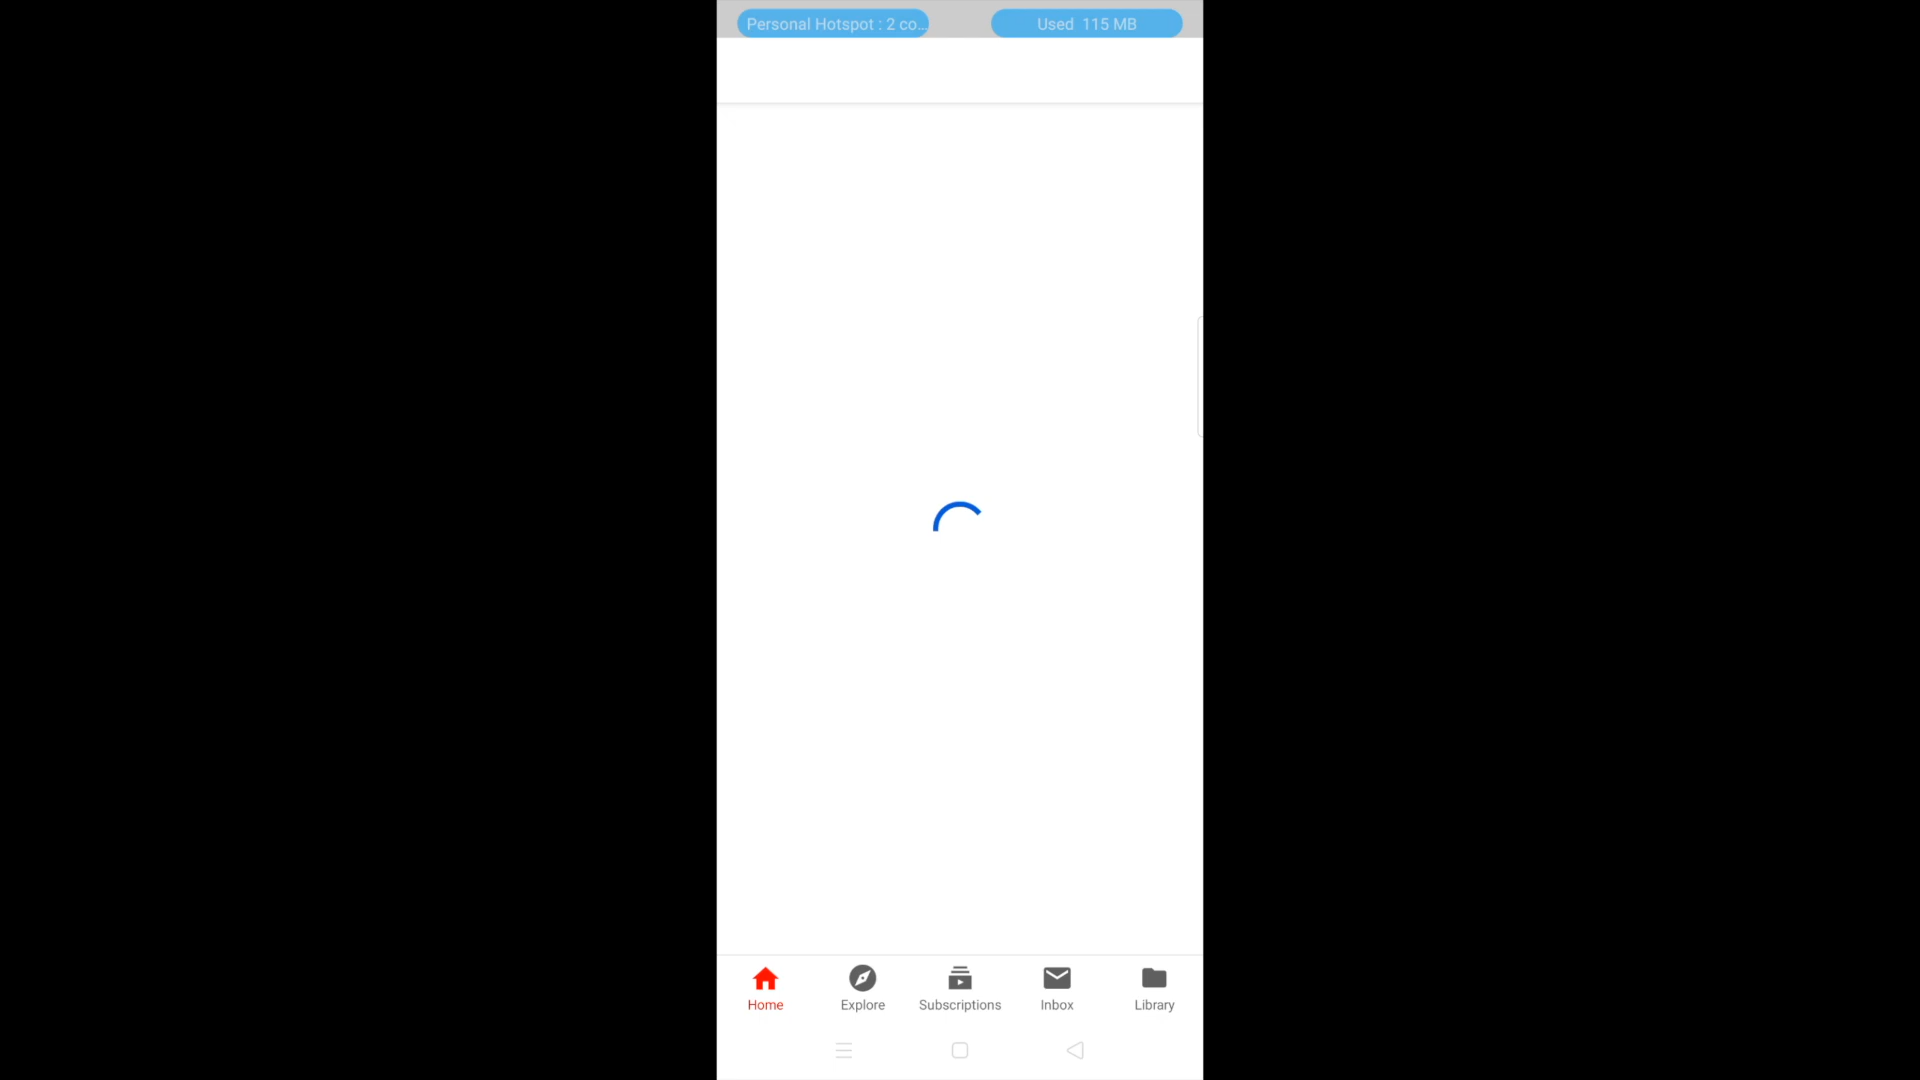 Personal Hotspot : 2 co...
Used 115 MB
Home
Explore
Subscriptions
Inbox
Library